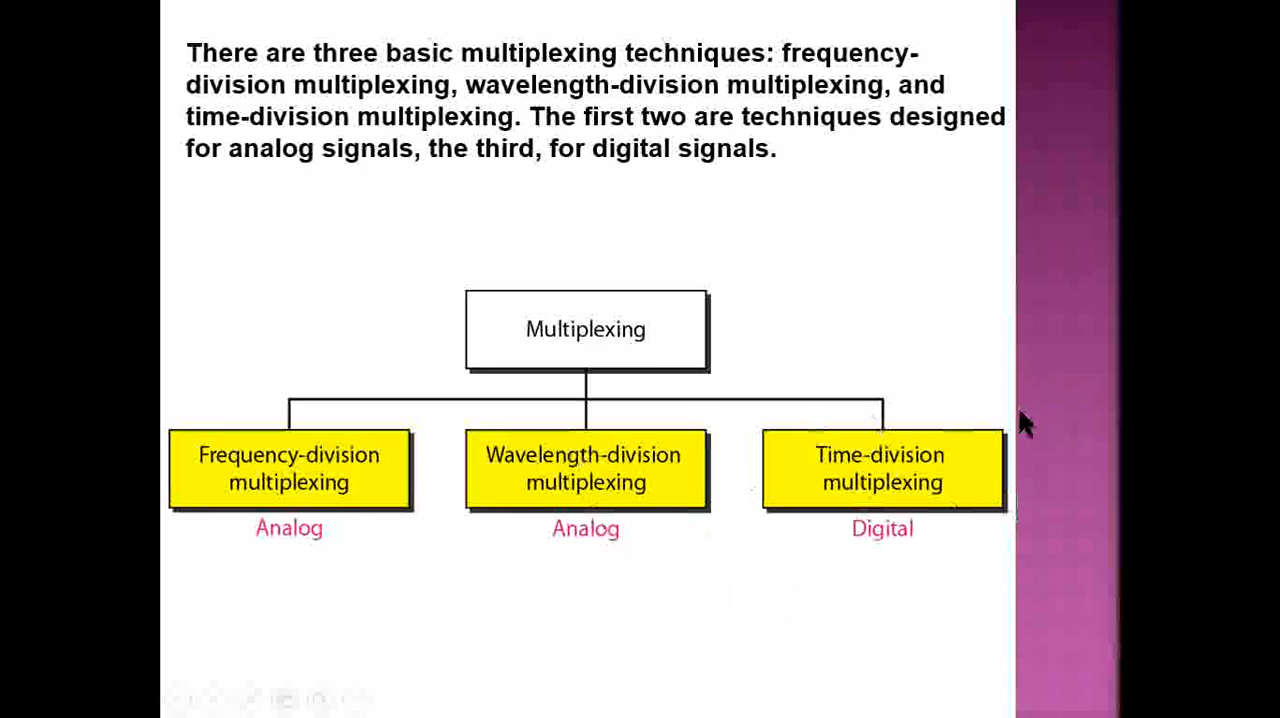 There are three basic multiplexing techniques: frequency-
division multiplexing, wavelength-division multiplexing, and
time-division multiplexing. The first two are techniques designed
for analog signals, the third, for digital signals.
Multiplexing
Frequency-division
multiplexing
Analog
Wavelength-division
multiplexing
Analog
Time-division
multiplexing
Digital